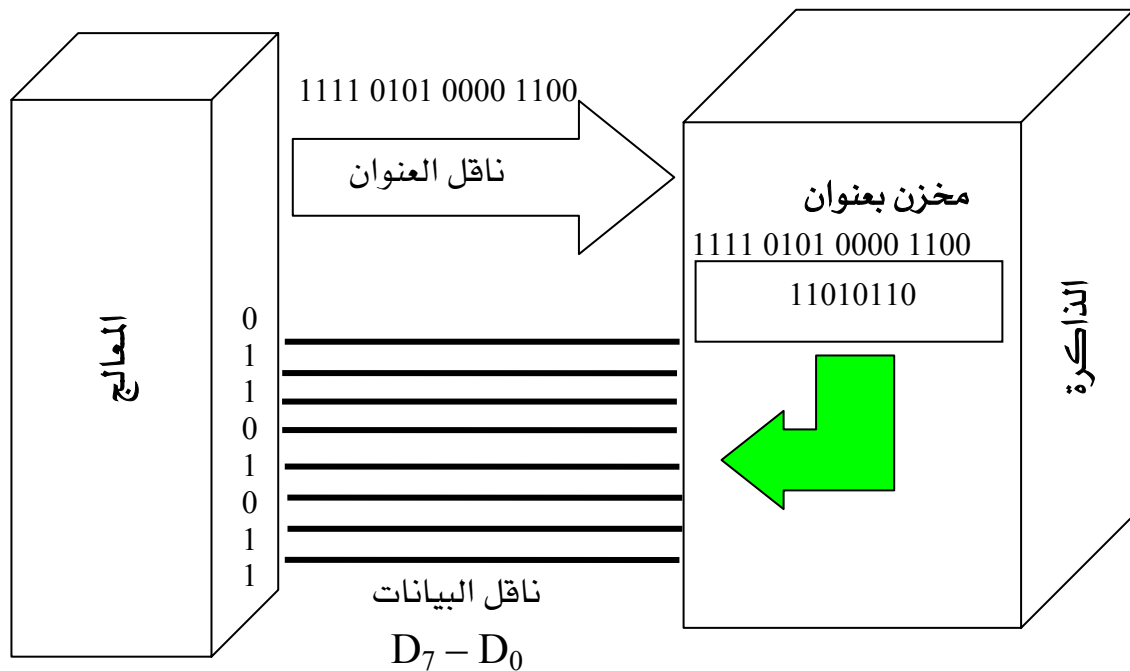 1111 0101 0000 1100
ناقل العنوان
مخزن بعنوان
1111 0101 0000 1100
11010110
المعالج
الذاكرة
0
1
1
0
1
0
1
1
ناقل البيانات
D₇ – D₀